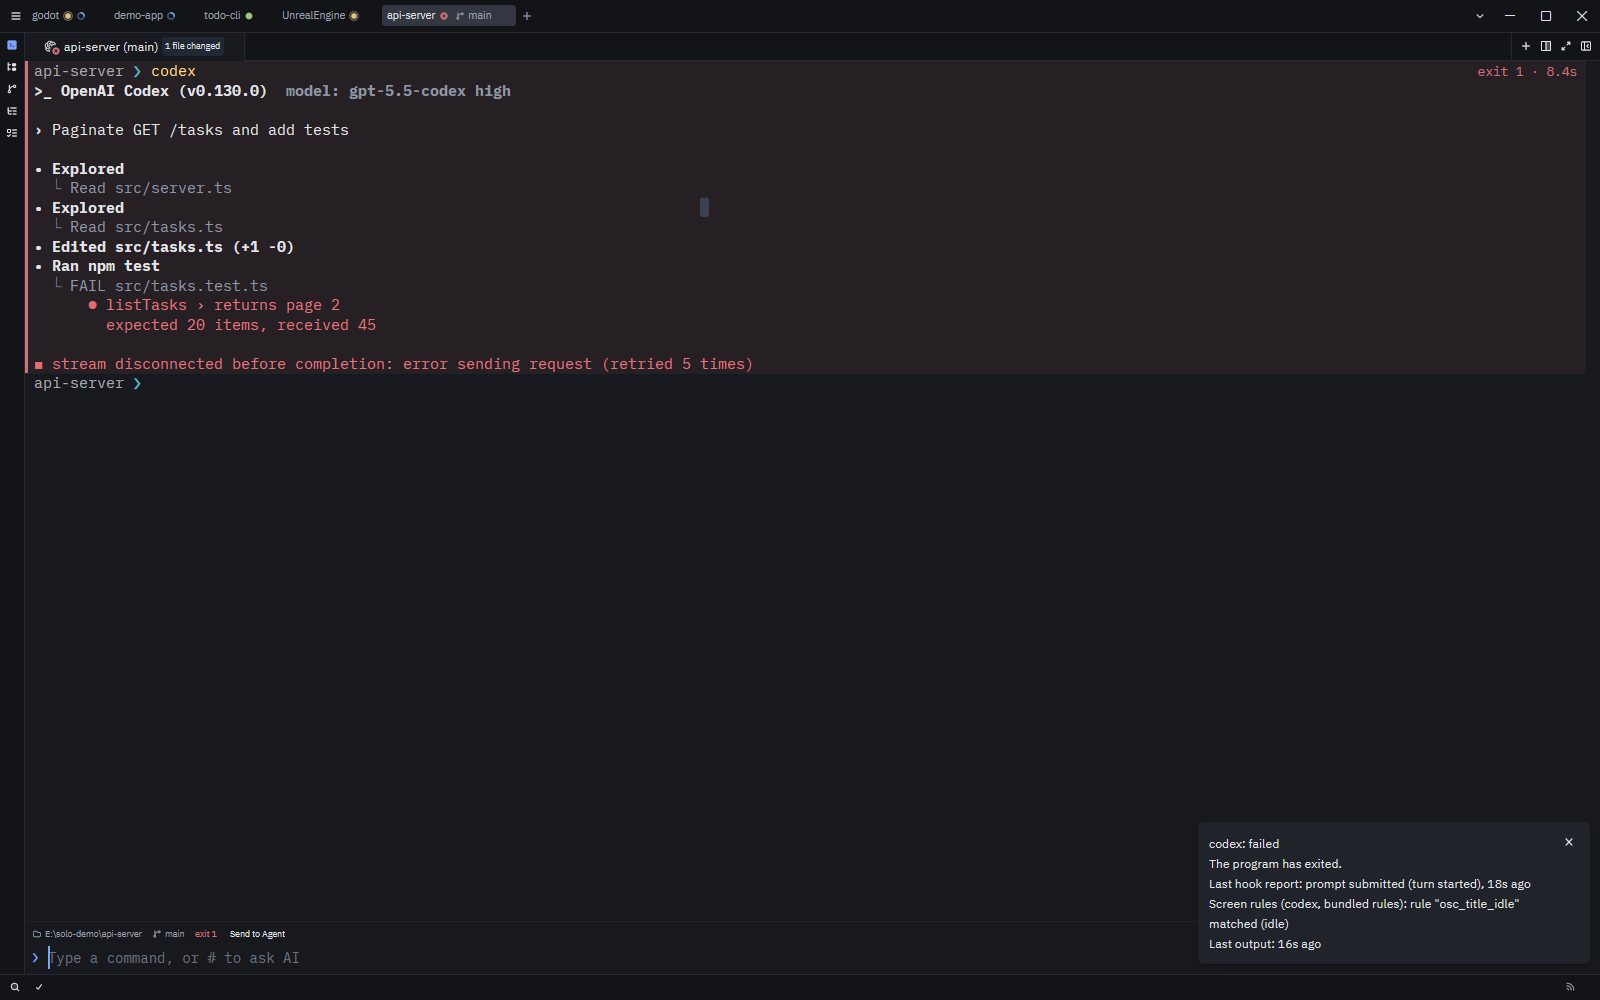 godot
demo-app
todo-cli
UnrealEngine
api-server main
api-server (main) 1 file changed
api-server ❯ codex
exit 1 · 8.4s
>_ OpenAI Codex (v0.130.0) model: gpt-5.5-codex high
› Paginate GET /tasks and add tests
• Explored
└ Read src/server.ts
• Explored
└ Read src/tasks.ts
• Edited src/tasks.ts (+1 -0)
• Ran npm test
└ FAIL src/tasks.test.ts
● listTasks › returns page 2
expected 20 items, received 45
■ stream disconnected before completion: error sending request (retried 5 times)
api-server ❯
codex: failed
The program has exited.
Last hook report: prompt submitted (turn started), 18s ago
Screen rules (codex, bundled rules): rule "osc_title_idle"
matched (idle)
Last output: 16s ago
E:\solo-demo\api-server main exit 1 Send to Agent
❯ Type a command, or # to ask AI